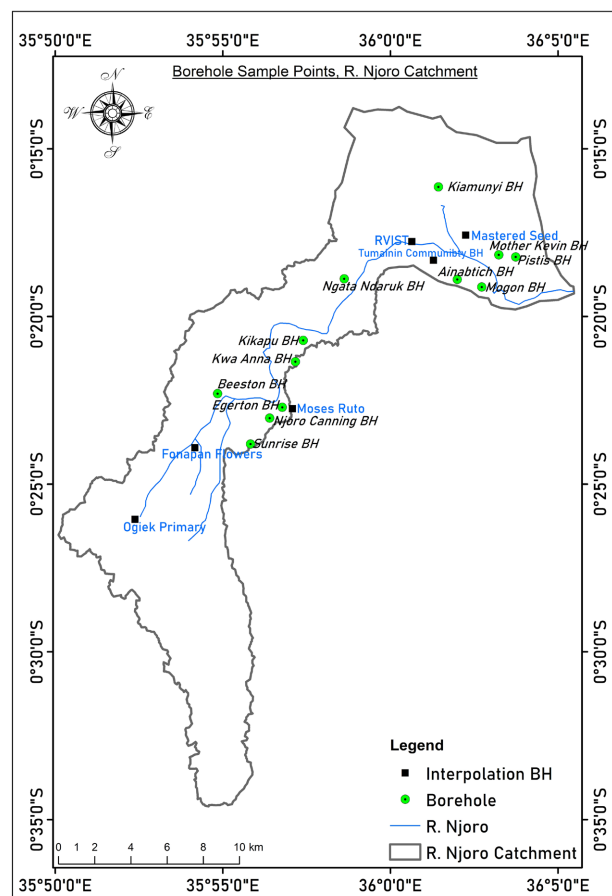 35°50'0"E 35°55'0"E 36°0'0"E 36°5'0"E
Borehole Sample Points, R. Njoro Catchment
N
W E
S
0°15'0"S 0°15'0"S
Kiamunyi BH
RVIST
Mastered Seed
Mother Kevin BH
Tumainin Communibty BH
Pistis BH
Ainabtich BH
Ngata Ndaruk BH
Mogon BH
0°20'0"S 0°20'0"S
Kikapu BH
Kwa Anna BH
Beeston BH
Egerton BH
Moses Ruto
Njoro Canning BH
Sunrise BH
Fonapan Flowers
0°25'0"S 0°25'0"S
Ogiek Primary
0°30'0"S 0°30'0"S
Legend
Interpolation BH
Borehole
R. Njoro
R. Njoro Catchment
0°35'0"S 0°35'0"S
0 1 2 4 6 8 10 km
35°50'0"E 35°55'0"E 36°0'0"E 36°5'0"E